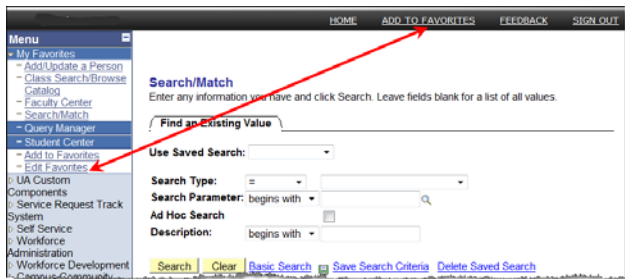 HOME ADD TO FAVORITES FEEDBACK SIGN OUT
Menu
My Favorites
Add/Update a Person
Class Search/Browse
Catalog
Faculty Center
Search/Match
Query Manager
Student Center
Add to Favorites
Edit Favorites
UA Custom
Components
Service Request Track
System
Self Service
Workforce
Administration
Workforce Development
Campus Community
Search/Match
Enter any information you have and click Search. Leave fields blank for a list of all values.
Find an Existing Value
Use Saved Search:
Search Type: =
Search Parameter: begins with
Ad Hoc Search
Description: begins with
Search Clear Basic Search Save Search Criteria Delete Saved Search